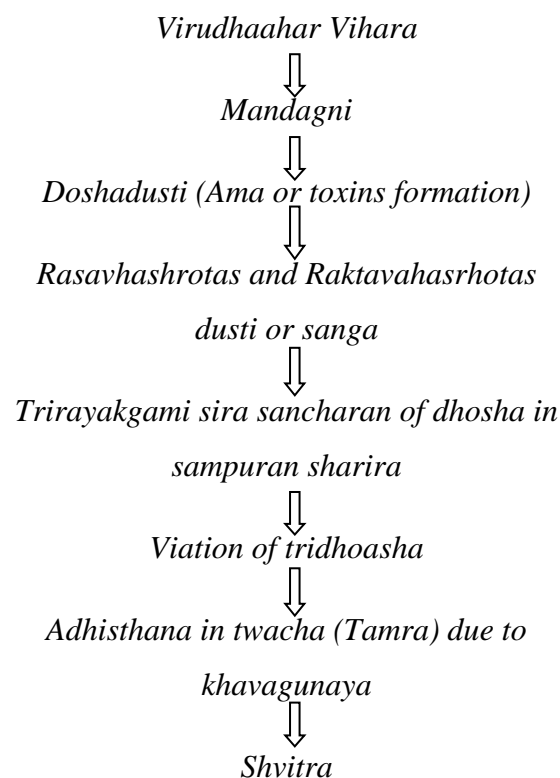 Virudhaahar Vihara
Mandagni
Doshadusti (Ama or toxins formation)
Rasavhashrotas and Raktavahasrhotas
dusti or sanga
Trirayakgami sira sancharan of dhosha in
sampuran sharira
Viation of tridhoasha
Adhisthana in twacha (Tamra) due to
khavagunaya
Shvitra